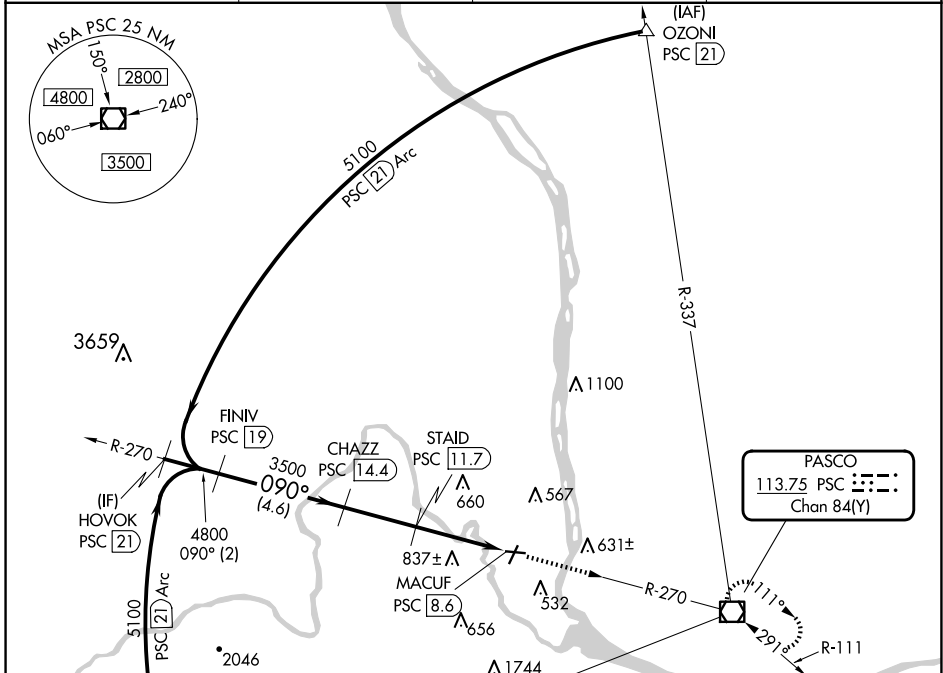 MSA PSC 25 NM
150°
2800
4800
240°
060°
3500
(IAF)
OZONI
PSC 21
5100
PSC 21 Arc
R-337
3659
1100
FINIV
PSC 19
R-270
CHAZZ
PSC 14.4
STAID
PSC 11.7
3500
090°
(4.6)
660
567
PASCO
113.75 PSC
Chan 84(Y)
(IF)
HOVOK
PSC 21
4800
090° (2)
837±
631±
MACUF
PSC 8.6
532
R-270
111°
291°
R-111
656
5100
PSC 21 Arc
2046
1744